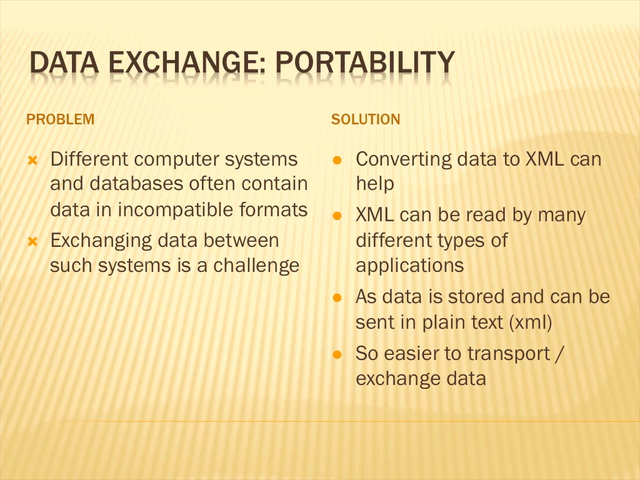 DATA EXCHANGE: PORTABILITY
PROBLEM
Different computer systems
and databases often contain
data in incompatible formats
Exchanging data between
such systems is a challenge
SOLUTION
Converting data to XML can
help
XML can be read by many
different types of
applications
As data is stored and can be
sent in plain text (xml)
So easier to transport /
exchange data